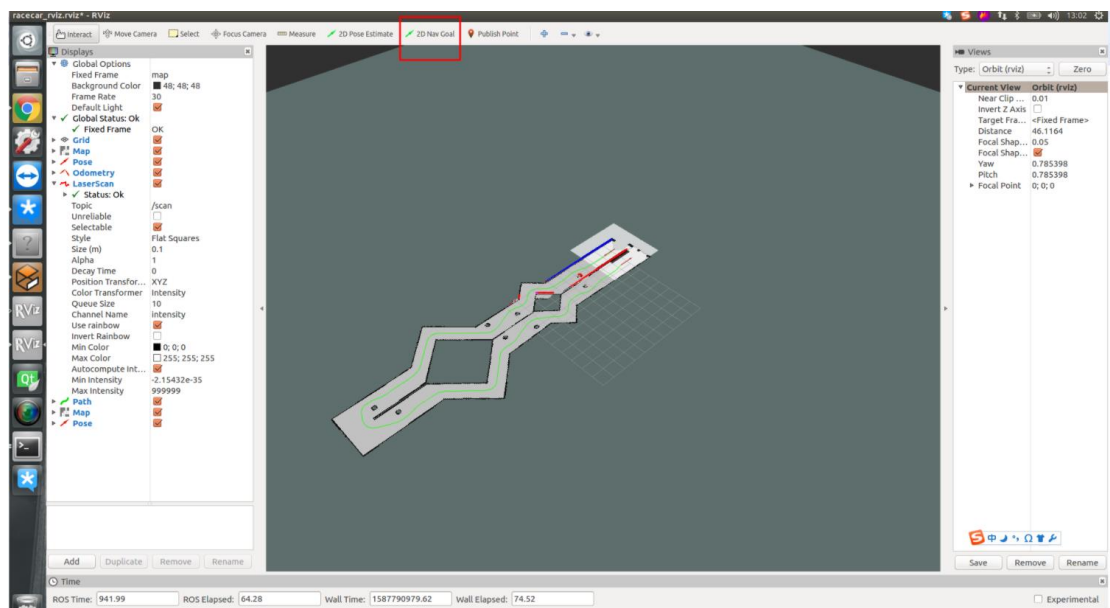 racecar_rviz.rviz* - RViz
13:02
Interact Move Camera Select Focus Camera Measure 2D Pose Estimate 2D Nav Goal Publish Point
Displays
Global Options
Fixed Frame map
Background Color 48; 48; 48
Frame Rate 30
Default Light
Global Status: Ok
Fixed Frame OK
Grid
Map
Pose
Odometry
LaserScan
Status: Ok
Topic /scan
Unreliable
Selectable
Style Flat Squares
Size (m) 0.1
Alpha 1
Decay Time 0
Position Transfor... XYZ
Color Transformer Intensity
Queue Size 10
Channel Name intensity
Use rainbow
Invert Rainbow
Min Color 0; 0; 0
Max Color 255; 255; 255
Autocompute Int...
Min Intensity -2.15432e-35
Max Intensity 999999
Path
Map
Pose
Add Duplicate Remove Rename
Views
Type: Orbit (rviz) Zero
Current View Orbit (rviz)
Near Clip ... 0.01
Invert Z Axis
Target Fra... <Fixed Frame>
Distance 46.1164
Focal Shap... 0.05
Focal Shap...
Yaw 0.785398
Pitch 0.785398
Focal Point 0; 0; 0
中
Save Remove Rename
RViz
RViz
Qt
Time
ROS Time: 941.99 ROS Elapsed: 64.28 Wall Time: 1587790979.62 Wall Elapsed: 74.52 Experimental